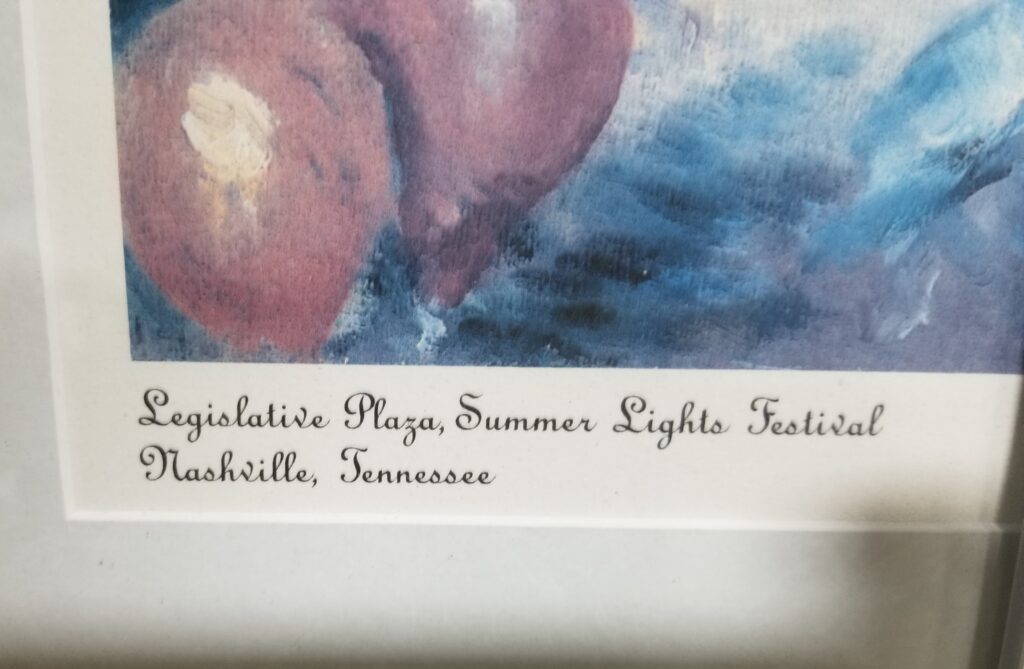 Legislative Plaza, Summer Lights Festival
Nashville, Tennessee